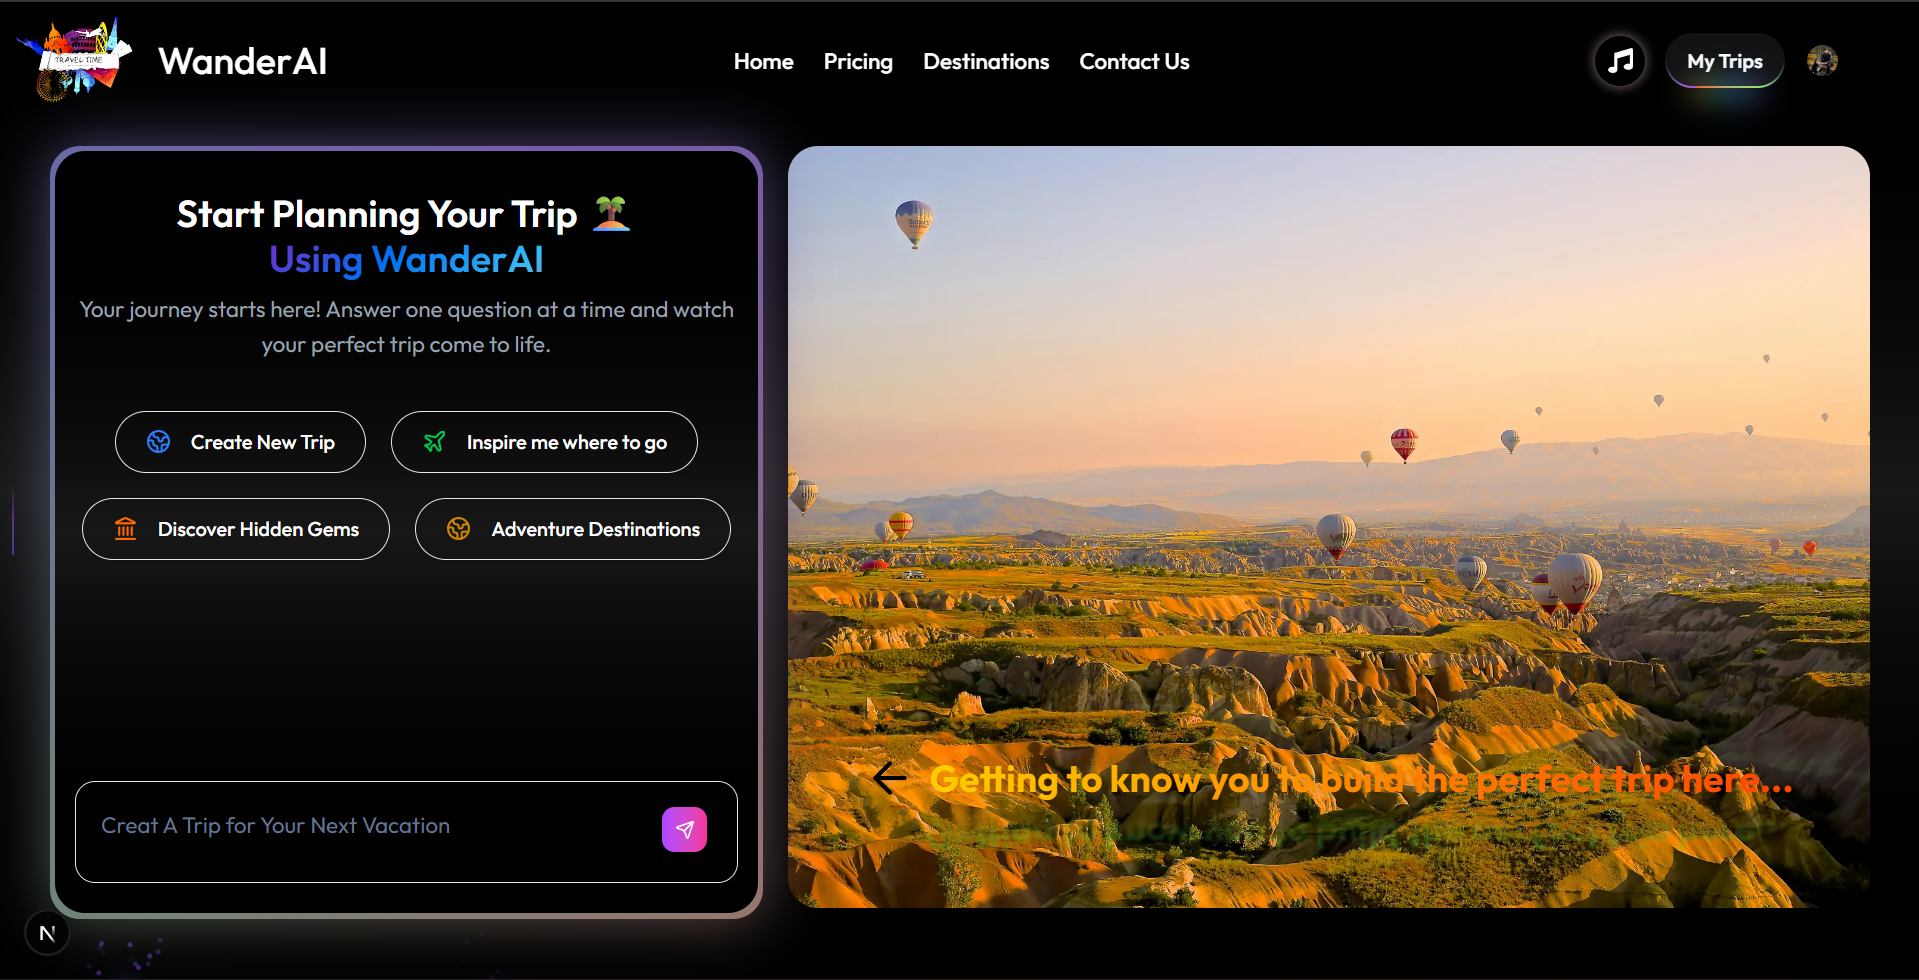 TRAVEL TIME
WanderAI
Home
Pricing
Destinations
Contact Us
My Trips
Start Planning Your Trip 🏝️
Using WanderAI
Your journey starts here! Answer one question at a time and watch
your perfect trip come to life.
Create New Trip
Inspire me where to go
Discover Hidden Gems
Adventure Destinations
Creat A Trip for Your Next Vacation
Getting to know you to build the perfect trip here...
N